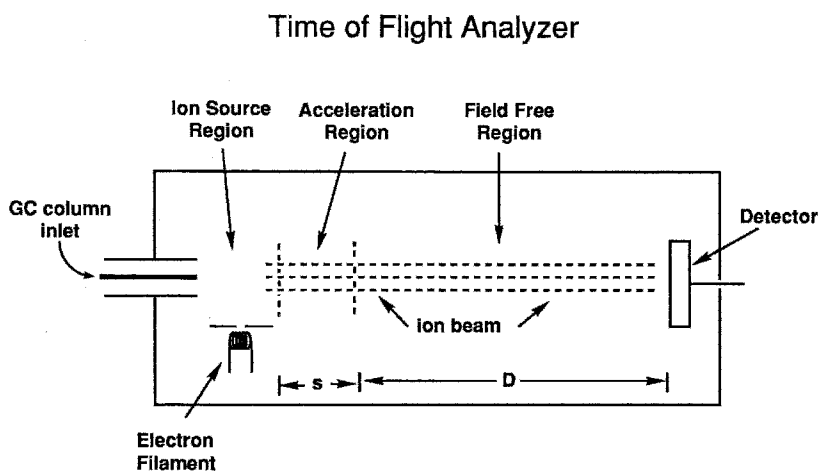 Time of Flight Analyzer
Ion Source
Region
Acceleration
Region
Field Free
Region
GC column
inlet
Detector
ion beam
s
D
Electron
Filament